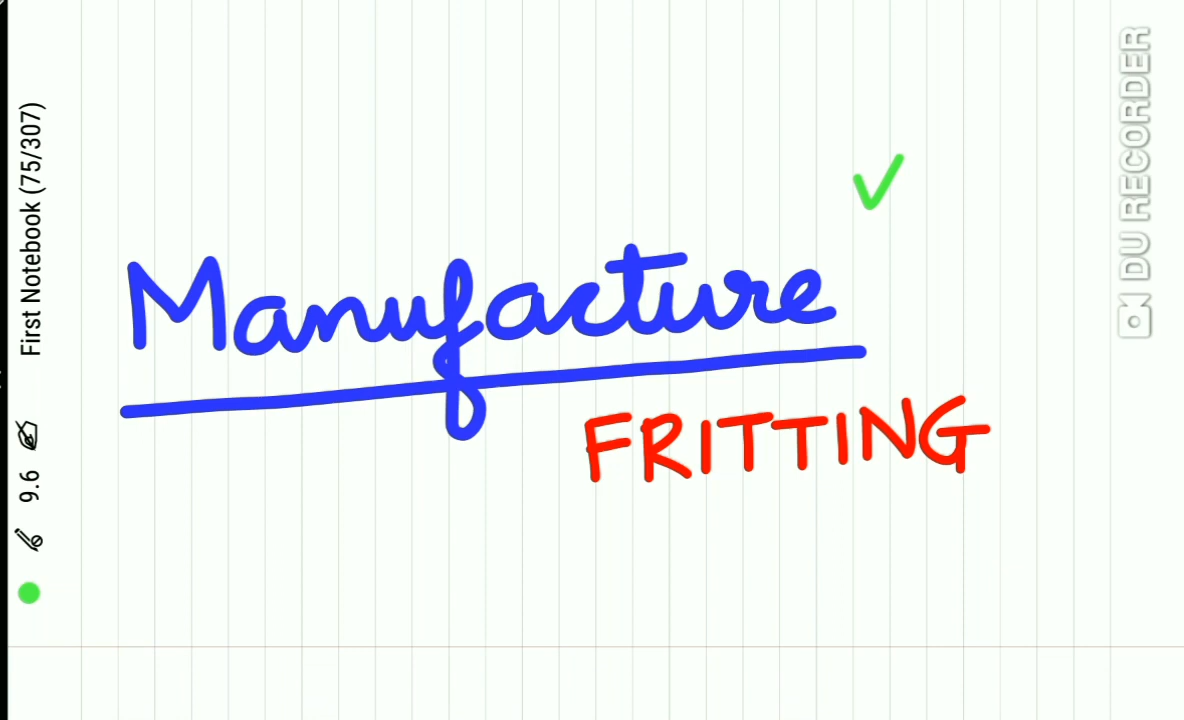 Manufacture
FRITTING
First Notebook (75/307)
9.6
DU RECORDER